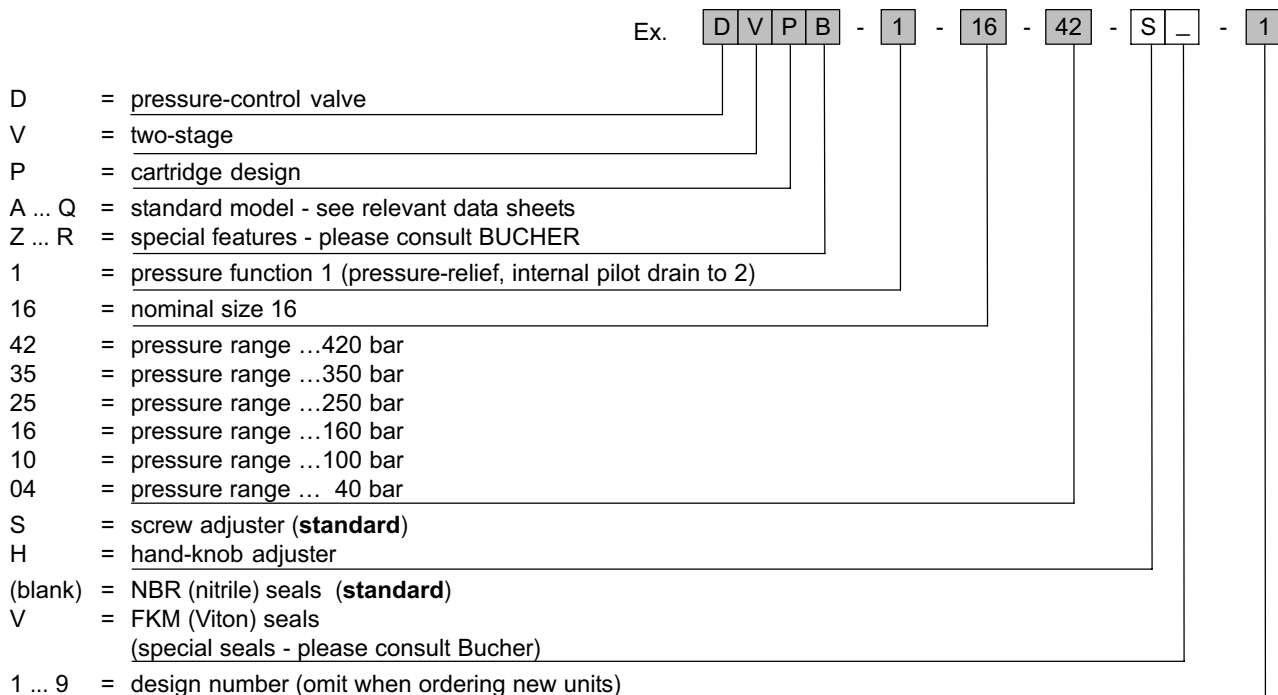 Ex. D V P B - 1 - 16 - 42 - S _ - 1
D = pressure-control valve
V = two-stage
P = cartridge design
A ... Q = standard model - see relevant data sheets
Z ... R = special features - please consult BUCHER
1 = pressure function 1 (pressure-relief, internal pilot drain to 2)
16 = nominal size 16
42 = pressure range …420 bar
35 = pressure range …350 bar
25 = pressure range …250 bar
16 = pressure range …160 bar
10 = pressure range …100 bar
04 = pressure range … 40 bar
S = screw adjuster (standard)
H = hand-knob adjuster
(blank) = NBR (nitrile) seals (standard)
V = FKM (Viton) seals
(special seals - please consult Bucher)
1 ... 9 = design number (omit when ordering new units)